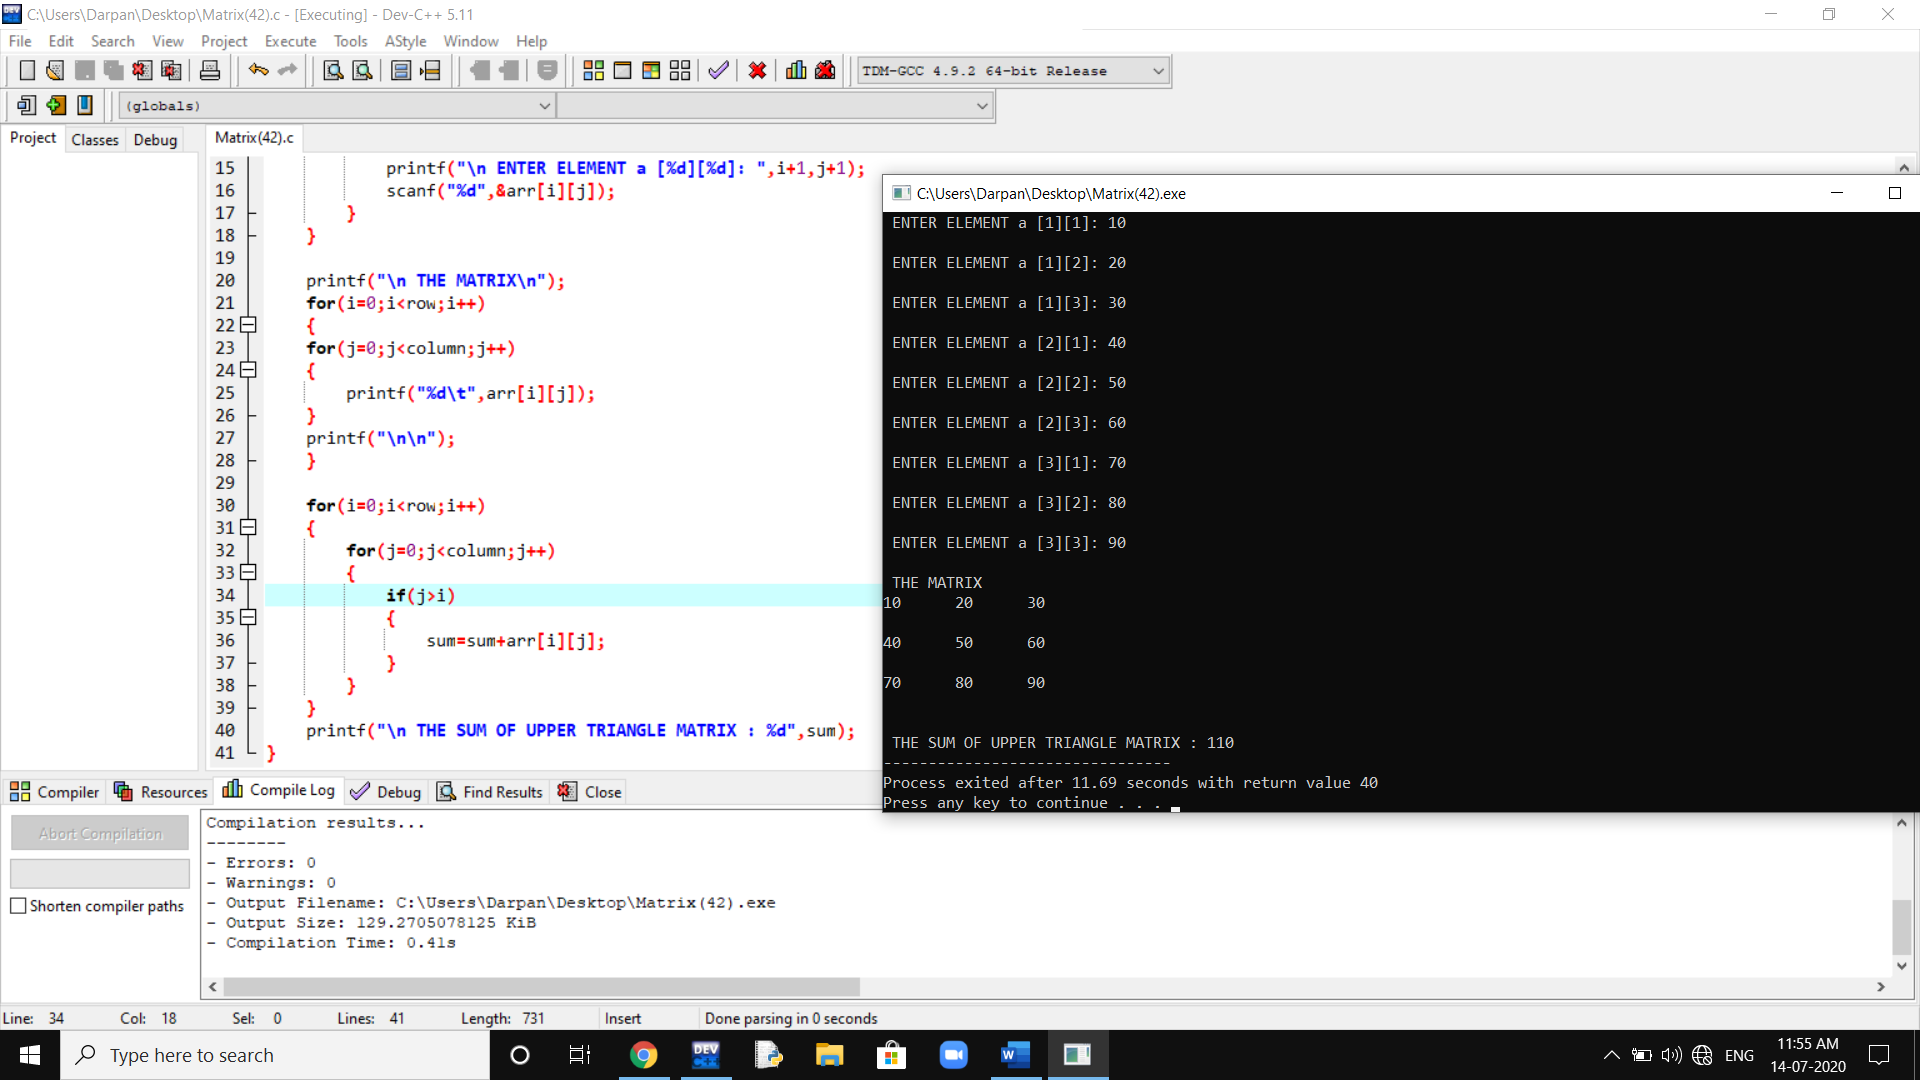 C:\Users\Darpan\Desktop\Matrix(42).c - [Executing] - Dev-C++ 5.11
File Edit Search View Project Execute Tools AStyle Window Help
TDM-GCC 4.9.2 64-bit Release
(globals)
Project Classes Debug
Matrix(42).c
15 printf("\n ENTER ELEMENT a [%d][%d]: ",i+1,j+1);
16 scanf("%d",&arr[i][j]);
17 }
18 }
19
20 printf("\n THE MATRIX\n");
21 for(i=0;i<row;i++)
22 {
23 for(j=0;j<column;j++)
24 {
25 printf("%d\t",arr[i][j]);
26 }
27 printf("\n\n");
28 }
29
30 for(i=0;i<row;i++)
31 {
32 for(j=0;j<column;j++)
33 {
34 if(j>i)
35 {
36 sum=sum+arr[i][j];
37 }
38 }
39 }
40 printf("\n THE SUM OF UPPER TRIANGLE MATRIX : %d",sum);
41 }
C:\Users\Darpan\Desktop\Matrix(42).exe
ENTER ELEMENT a [1][1]: 10
ENTER ELEMENT a [1][2]: 20
ENTER ELEMENT a [1][3]: 30
ENTER ELEMENT a [2][1]: 40
ENTER ELEMENT a [2][2]: 50
ENTER ELEMENT a [2][3]: 60
ENTER ELEMENT a [3][1]: 70
ENTER ELEMENT a [3][2]: 80
ENTER ELEMENT a [3][3]: 90
THE MATRIX
10 20 30
40 50 60
70 80 90
THE SUM OF UPPER TRIANGLE MATRIX : 110
--------------------------------
Process exited after 11.69 seconds with return value 40
Press any key to continue . . .
Compiler Resources Compile Log Debug Find Results Close
Abort Compilation
Shorten compiler paths
Compilation results...
--------
- Errors: 0
- Warnings: 0
- Output Filename: C:\Users\Darpan\Desktop\Matrix(42).exe
- Output Size: 129.2705078125 KiB
- Compilation Time: 0.41s
Line: 34 Col: 18 Sel: 0 Lines: 41 Length: 731 Insert Done parsing in 0 seconds
Type here to search
DEV C++
W
ENG
11:55 AM
14-07-2020